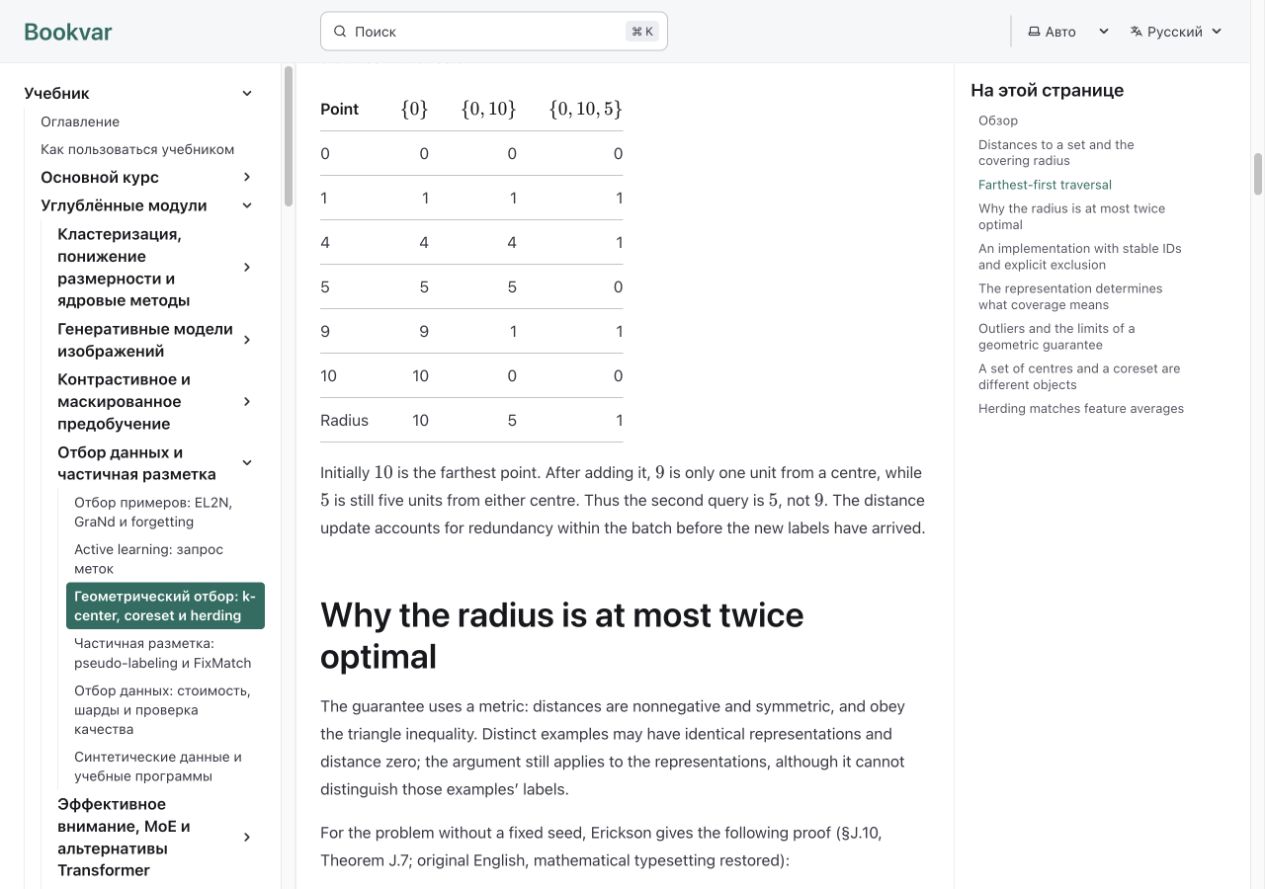 Bookvar
Поиск
⌘ K
Авто
Русский
Учебник
Оглавление
Как пользоваться учебником
Основной курс
Углублённые модули
Кластеризация,
понижение
размерности и
ядровые методы
Генеративные модели
изображений
Контрастивное и
маскированное
предобучение
Отбор данных и
частичная разметка
Отбор примеров: EL2N,
GraNd и forgetting
Active learning: запрос
меток
Геометрический отбор: k-
center, coreset и herding
Частичная разметка:
pseudo-labeling и FixMatch
Отбор данных: стоимость,
шарды и проверка
качества
Синтетические данные и
учебные программы
Эффективное
внимание, MoE и
альтернативы
Transformer
Point {0} {0, 10} {0, 10, 5}
0 0 0 0
1 1 1 1
4 4 4 1
5 5 5 0
9 9 1 1
10 10 0 0
Radius 10 5 1
Initially 10 is the farthest point. After adding it, 9 is only one unit from a centre, while
5 is still five units from either centre. Thus the second query is 5, not 9. The distance
update accounts for redundancy within the batch before the new labels have arrived.
Why the radius is at most twice
optimal
The guarantee uses a metric: distances are nonnegative and symmetric, and obey
the triangle inequality. Distinct examples may have identical representations and
distance zero; the argument still applies to the representations, although it cannot
distinguish those examples’ labels.
For the problem without a fixed seed, Erickson gives the following proof (§J.10,
Theorem J.7; original English, mathematical typesetting restored):
На этой странице
Обзор
Distances to a set and the
covering radius
Farthest-first traversal
Why the radius is at most twice
optimal
An implementation with stable IDs
and explicit exclusion
The representation determines
what coverage means
Outliers and the limits of a
geometric guarantee
A set of centres and a coreset are
different objects
Herding matches feature averages